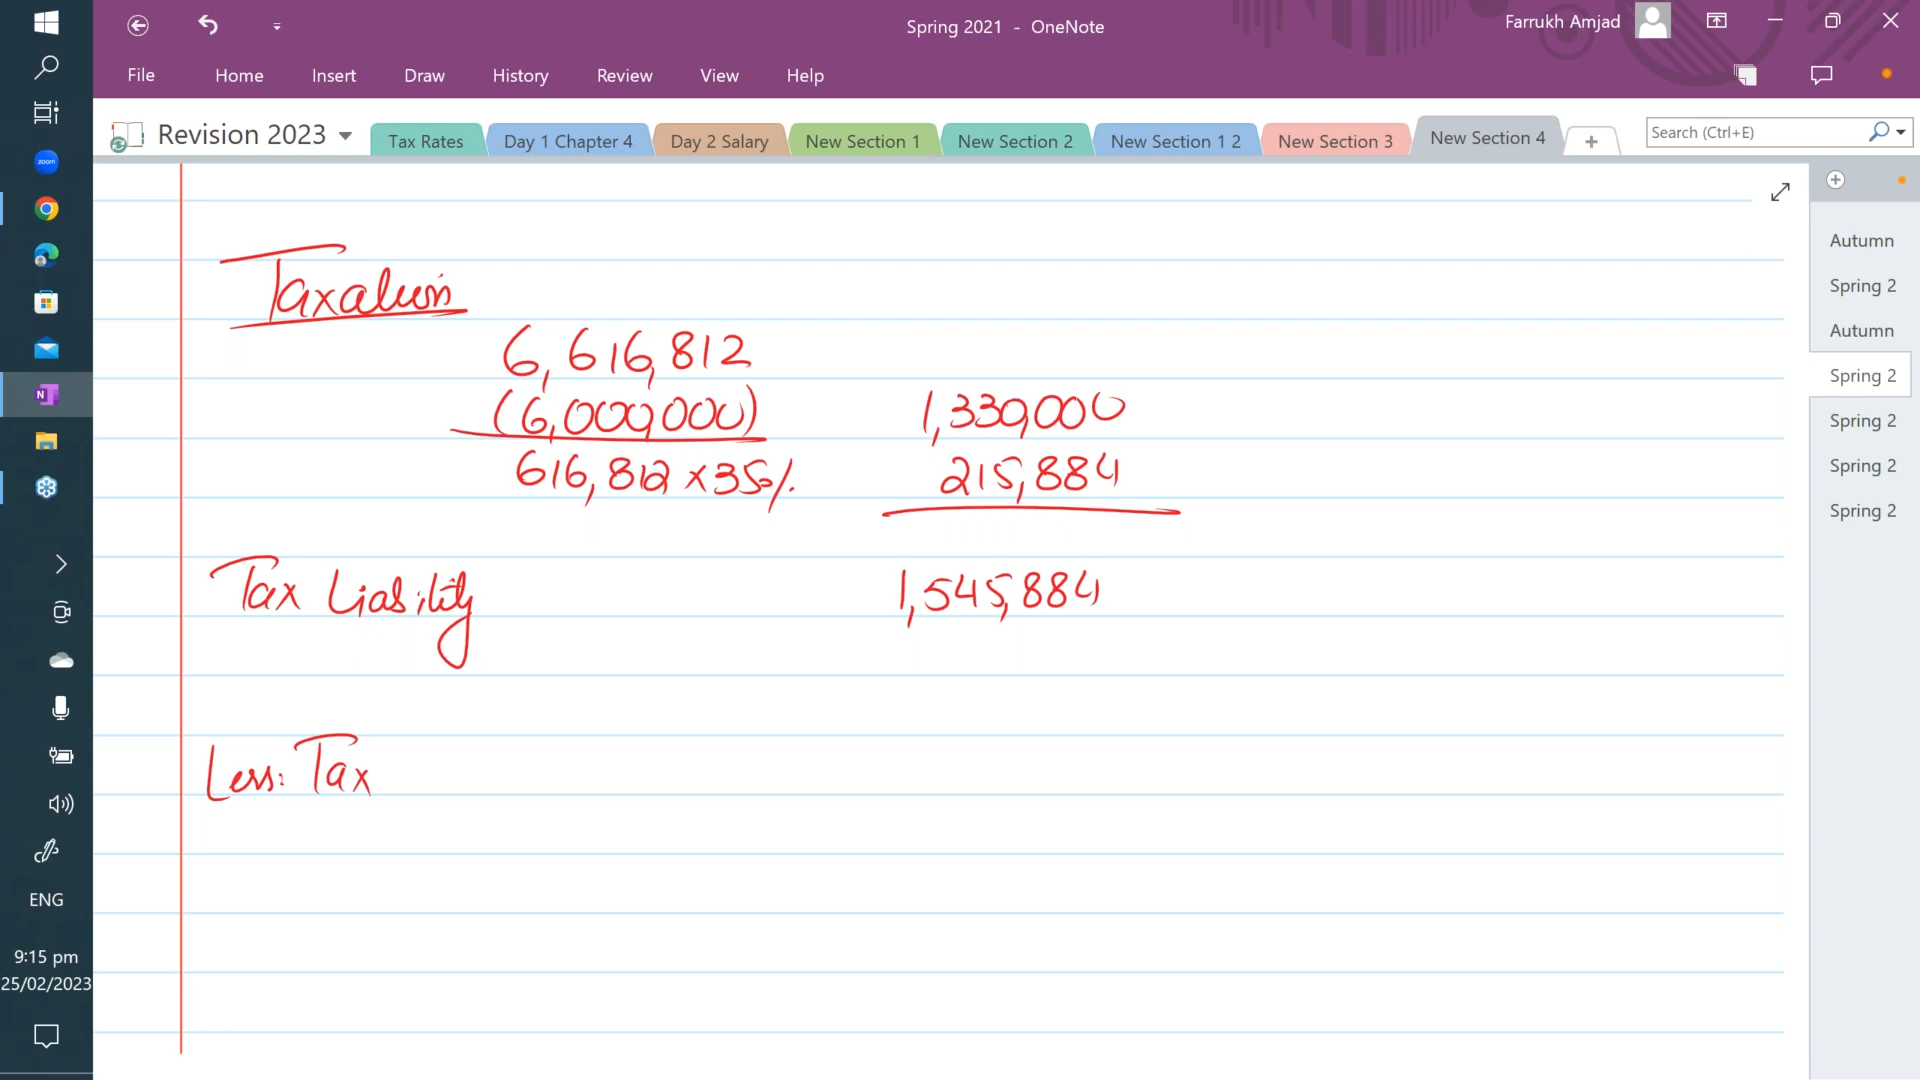 Spring 2021 - OneNote
Farrukh Amjad
File Home Insert Draw History Review View Help
Revision 2023
Tax Rates Day 1 Chapter 4 Day 2 Salary New Section 1 New Section 2 New Section 1 2 New Section 3 New Section 4
Search (Ctrl+E)
zoom
N
Autumn
Spring 2
Autumn
Spring 2
Spring 2
Spring 2
Spring 2
Taxation
6,616,812
(6,000,000) 1,330,000
616,812 x 35% 215,884
Tax Liability 1,545,884
Less: Tax
ENG
9:15 pm
25/02/2023